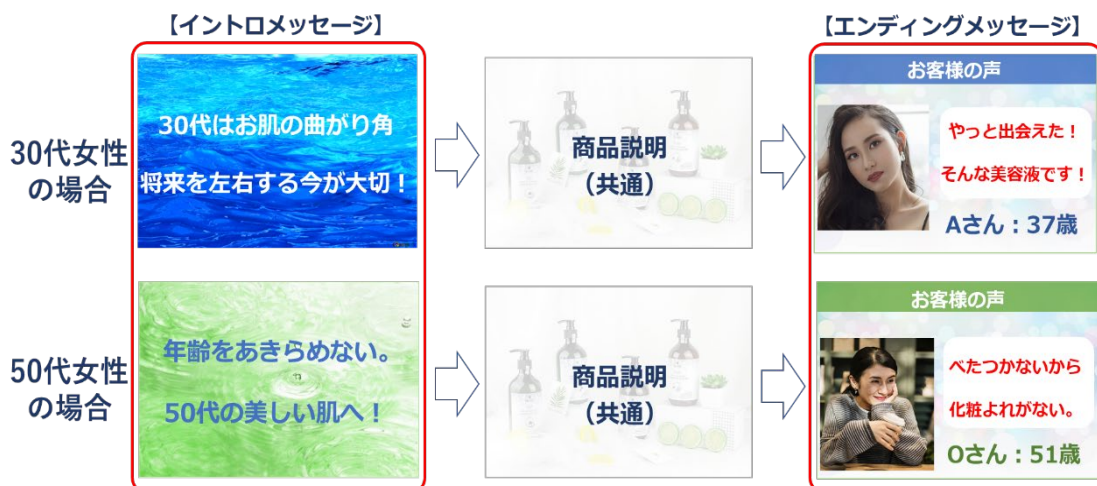 【イントロメッセージ】
【エンディングメッセージ】
30代女性
の場合
30代はお肌の曲がり角
将来を左右する今が大切！
商品説明
（共通）
お客様の声
やっと出会えた！
そんな美容液です！
Aさん：37歳
50代女性
の場合
年齢をあきらめない。
50代の美しい肌へ！
商品説明
（共通）
お客様の声
べたつかないから
化粧よれがない。
Oさん：51歳